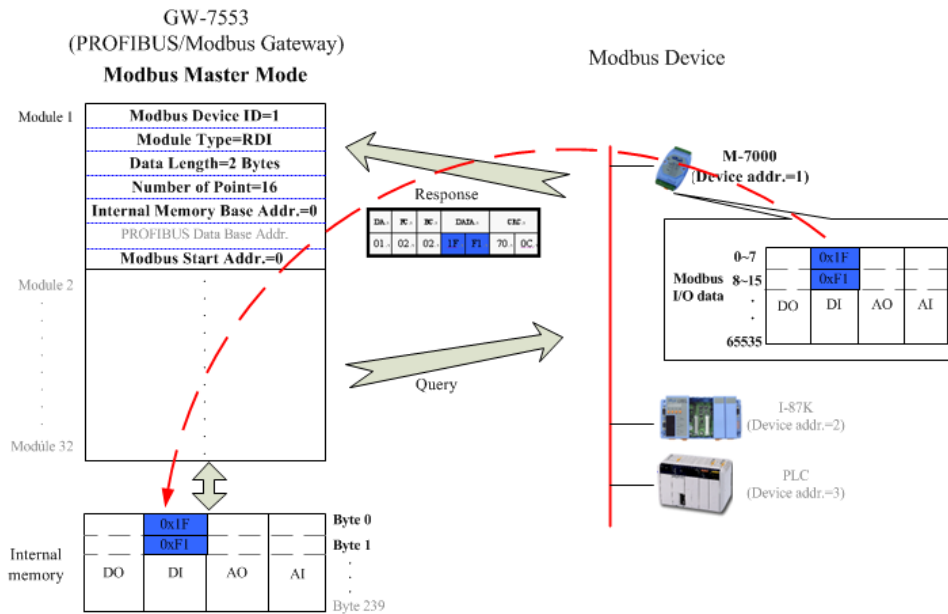 GW-7553
(PROFIBUS/Modbus Gateway)
Modbus Master Mode
Modbus Device
Module 1
Modbus Device ID=1
Module Type=RDI
Data Length=2 Bytes
Number of Point=16
Internal Memory Base Addr.=0
PROFIBUS Data Base Addr.
Modbus Start Addr.=0
Module 2
Module 32
Response
DA FC BC DATA CRC
01 02 02 1F F1 70 0C
Query
M-7000
(Device addr.=1)
Modbus
I/O data
0~7
8~15
65535
0x1F
0xF1
DO DI AO AI
I-87K
(Device addr.=2)
PLC
(Device addr.=3)
Internal
memory
0x1F
0xF1
DO DI AO AI
Byte 0
Byte 1
Byte 239